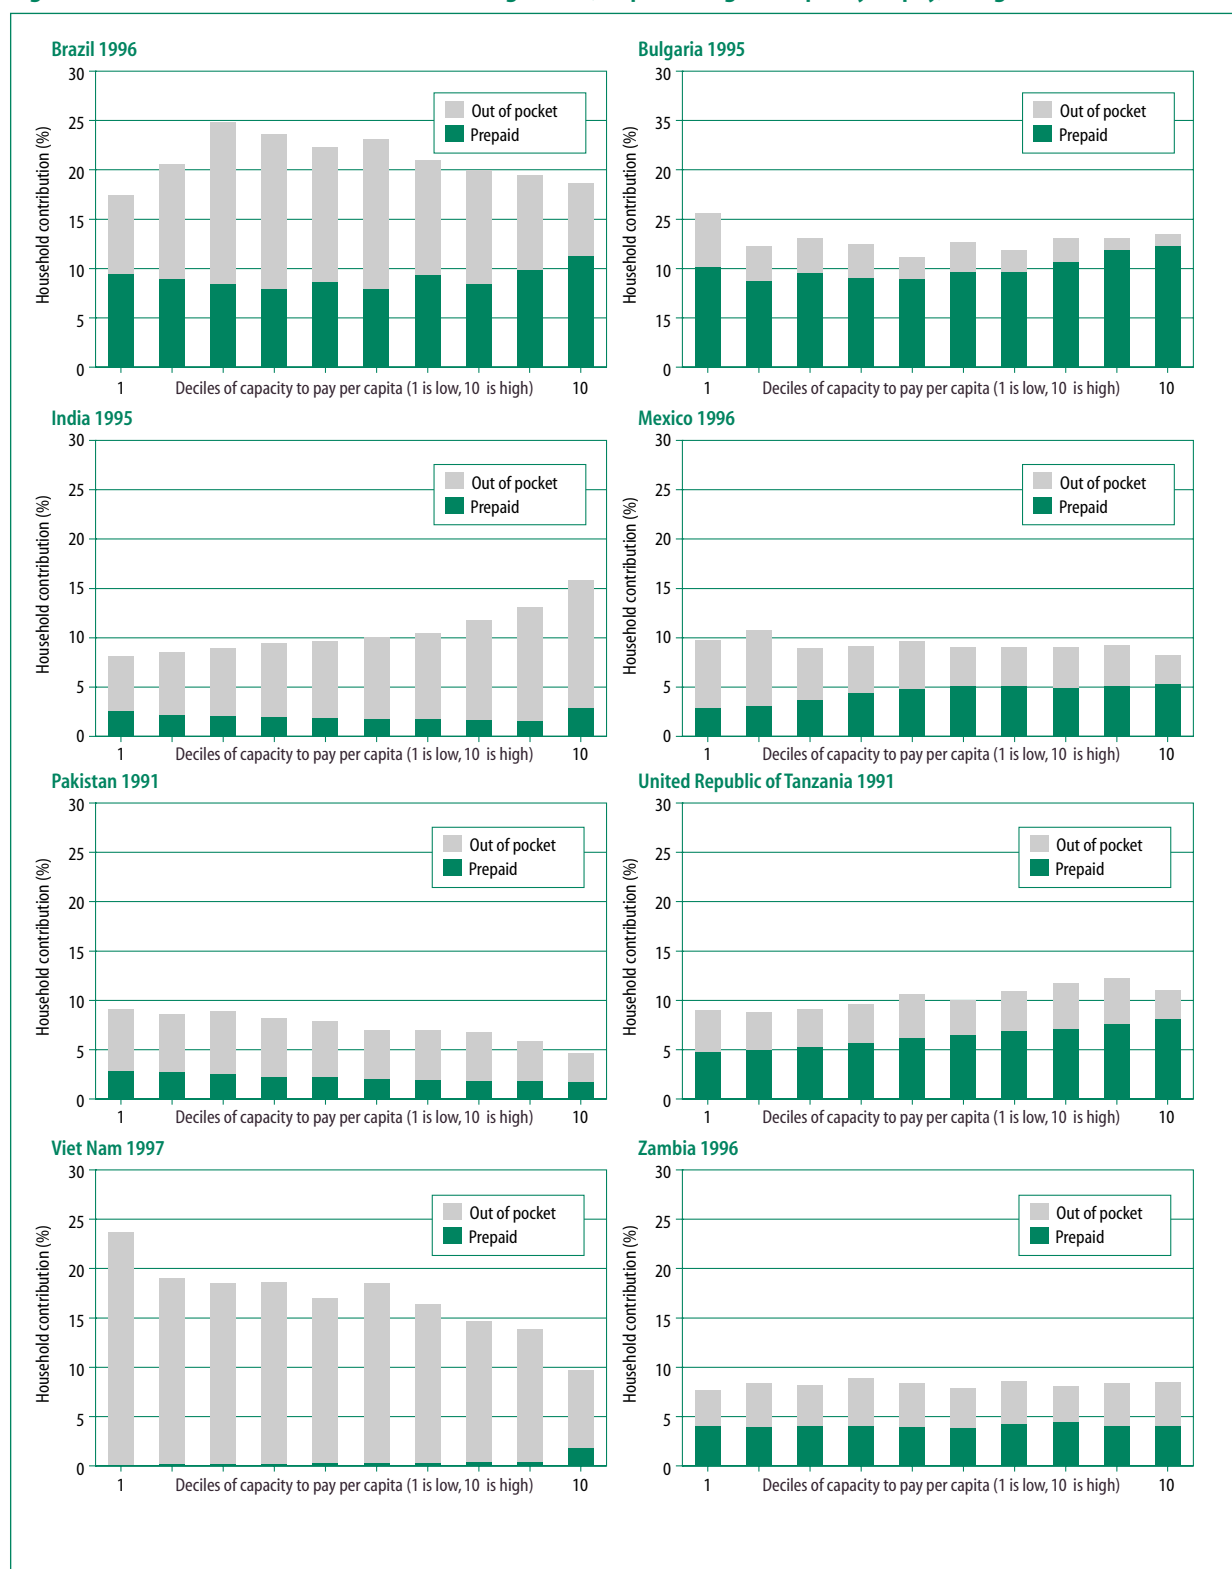 Brazil 1996
30
25
20
15
10
5
0
Household contribution (%)
Out of pocket
Prepaid
1 Deciles of capacity to pay per capita (1 is low, 10 is high) 10
Bulgaria 1995
30
35
20
25
10
15
0
Household contribution (%)
Out of pocket
Prepaid
1 Deciles of capacity to pay per capita (1 is low, 10 is high) 10
India 1995
30
25
20
15
10
5
0
Household contribution (%)
Out of pocket
Prepaid
1 Deciles of capacity to pay per capita (1 is low, 10 is high) 10
Mexico 1996
30
25
20
15
10
5
0
Household contribution (%)
Out of pocket
Prepaid
1 Deciles of capacity to pay per capita (1 is low, 10 is high) 10
Pakistan 1991
30
25
20
15
10
5
0
Household contribution (%)
Out of pocket
Prepaid
1 Deciles of capacity to pay per capita (1 is low, 10 is high) 10
United Republic of Tanzania 1991
30
25
20
15
10
5
0
Household contribution (%)
Out of pocket
Prepaid
1 Deciles of capacity to pay per capita (1 is low, 10 is high) 10
Viet Nam 1997
30
25
20
15
10
5
0
Household contribution (%)
Out of pocket
Prepaid
1 Deciles of capacity to pay per capita (1 is low, 10 is high) 10
Zambia 1996
30
25
20
15
10
5
0
Household contribution (%)
Out of pocket
Prepaid
1 Deciles of capacity to pay per capita (1 is low, 10 is high) 10